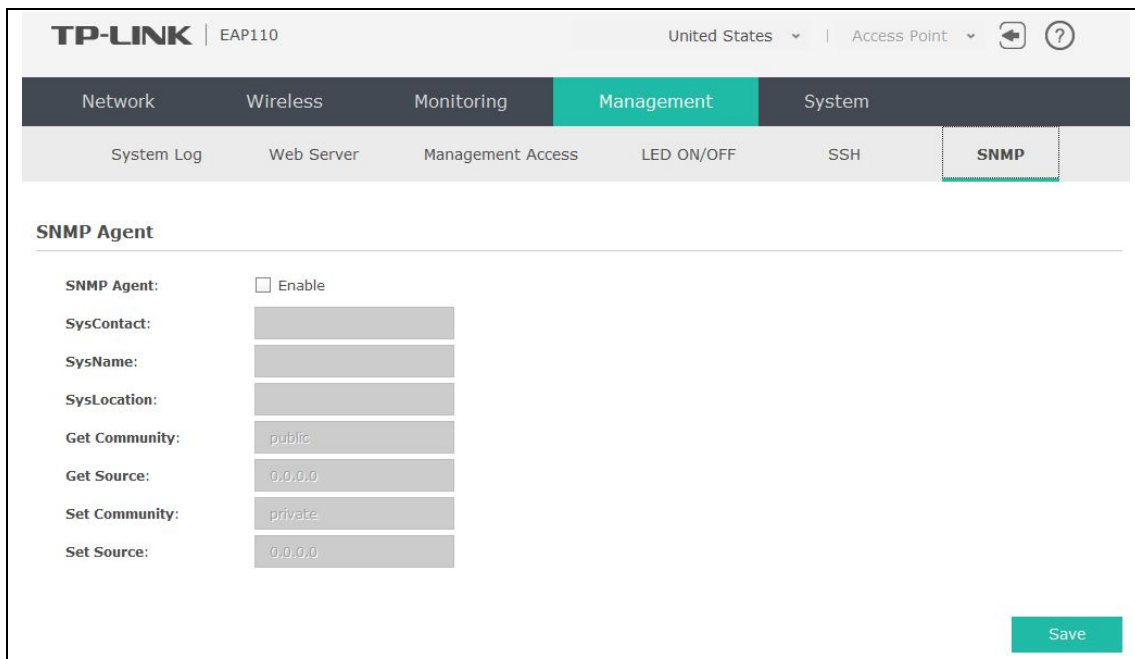 TP-LINK | EAP110 United States | Access Point ?
Network Wireless Monitoring Management System
System Log Web Server Management Access LED ON/OFF SSH SNMP
SNMP Agent
SNMP Agent: Enable
SysContact:
SysName:
SysLocation:
Get Community: public
Get Source: 0.0.0.0
Set Community: private
Set Source: 0.0.0.0
Save